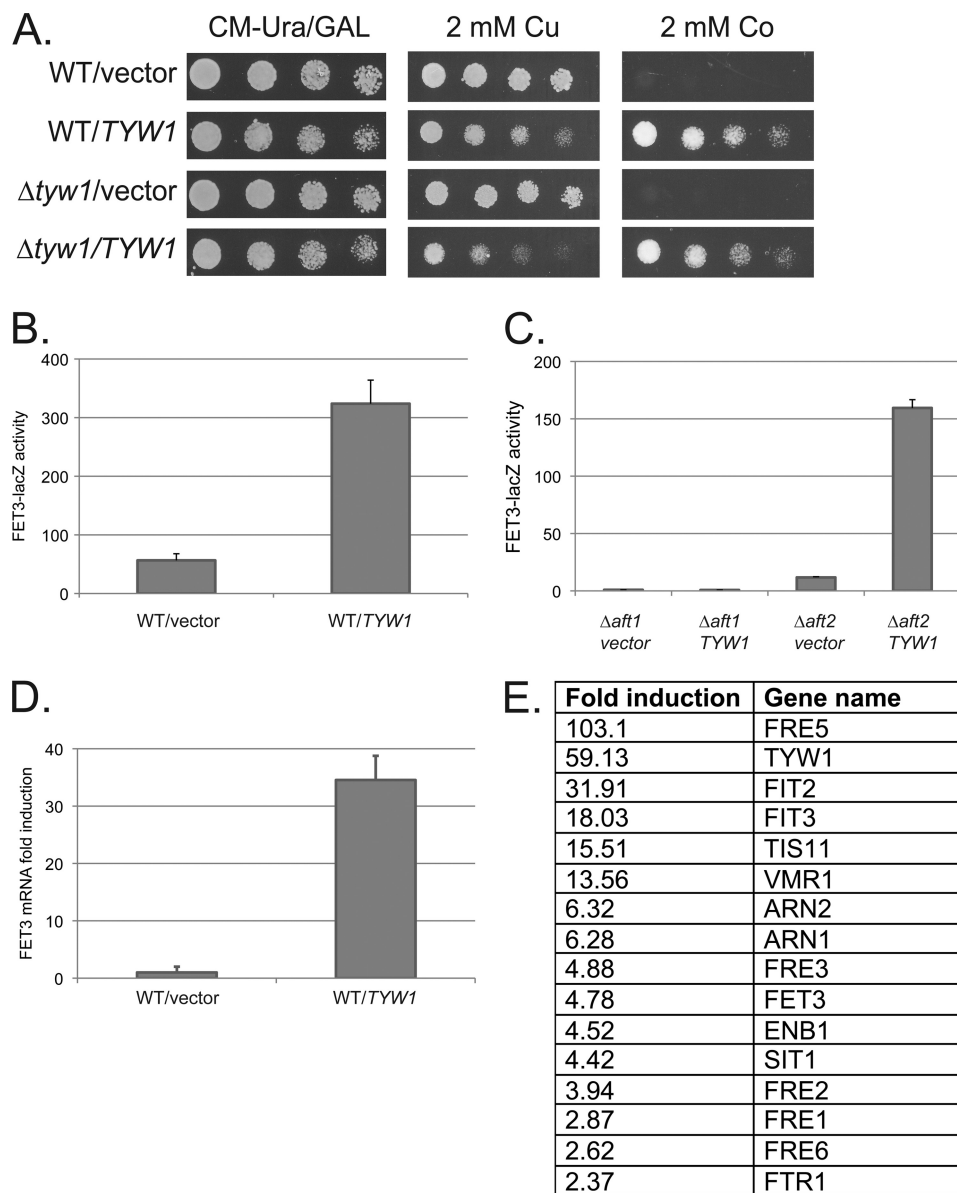 A.
CM-Ura/GAL 2 mM Cu 2 mM Co
WT/vector
WT/TYW1
Δtyw1/vector
Δtyw1/TYW1
B.
FET3-lacZ activity
400
300
200
100
0
WT/vector WT/TYW1
C.
FET3-lacZ activity
200
150
100
50
0
Δaft1 Δaft1 Δaft2 Δaft2
vector TYW1 vector TYW1
D.
FET3 mRNA fold induction
40
30
20
10
0
WT/vector WT/TYW1
E.
Fold induction Gene name
103.1 FRE5
59.13 TYW1
31.91 FIT2
18.03 FIT3
15.51 TIS11
13.56 VMR1
6.32 ARN2
6.28 ARN1
4.88 FRE3
4.78 FET3
4.52 ENB1
4.42 SIT1
3.94 FRE2
2.87 FRE1
2.62 FRE6
2.37 FTR1